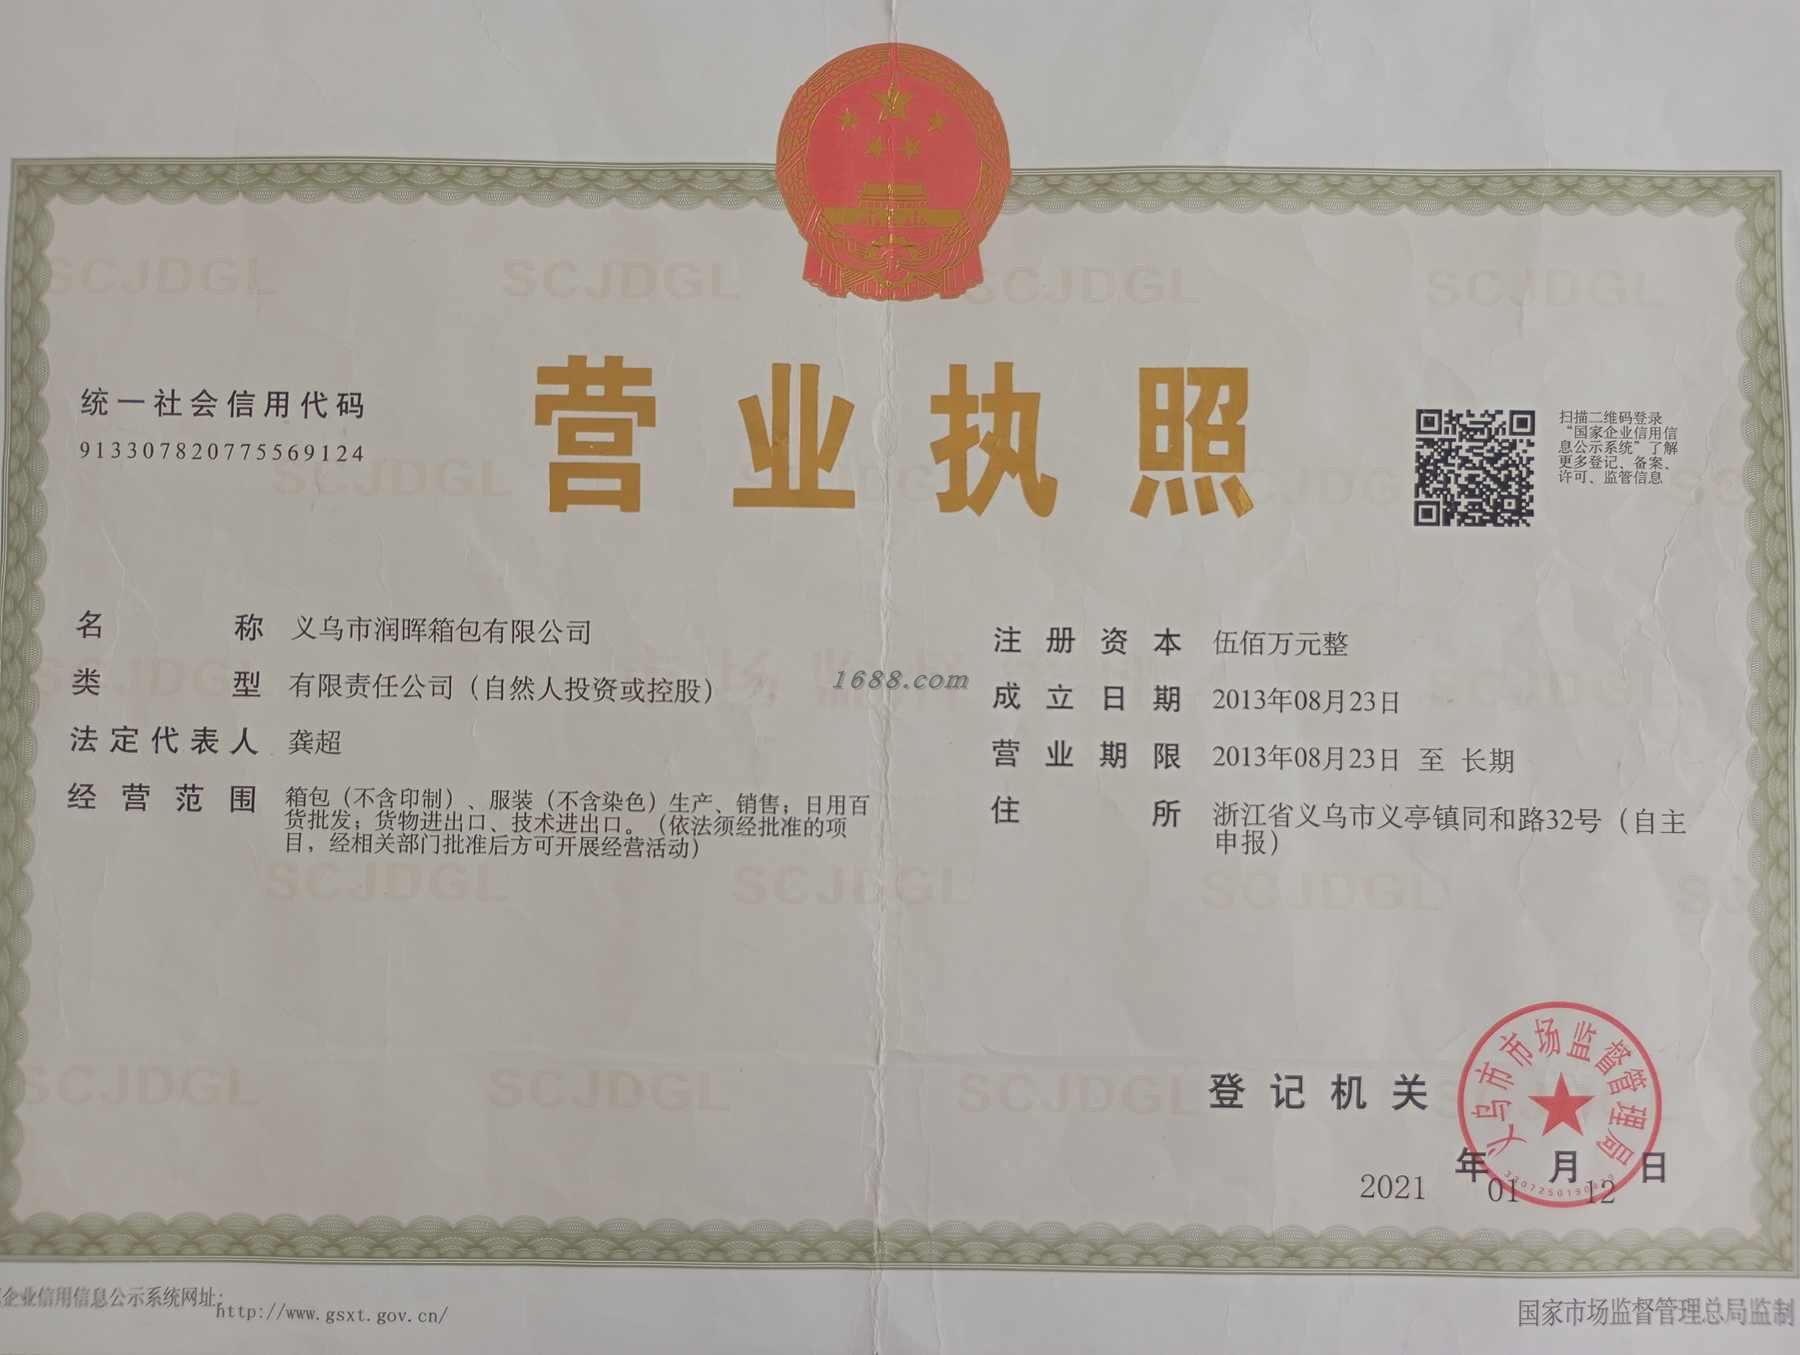 统一社会信用代码
913307820775569124
营业执照
扫描二维码登录
“国家企业信用信
息公示系统”了解
更多登记、备案、
许可、监管信息
名称 义乌市润晖箱包有限公司
类型 有限责任公司（自然人投资或控股）
法定代表人 龚超
经营范围 箱包（不含印制）、服装（不含染色）生产、销售；日用百
货批发；货物进出口、技术进出口。（依法须经批准的项
目，经相关部门批准后方可开展经营活动）
1688.com
注册资本 伍佰万元整
成立日期 2013年08月23日
营业期限 2013年08月23日 至 长期
住所 浙江省义乌市义亭镇同和路32号（自主
申报）
SCJDGL
登记机关
义乌市市场监督管理局
2021年01月12日
企业信用信息公示系统网址:
http://www.gsxt.gov.cn/
国家市场监督管理总局监制